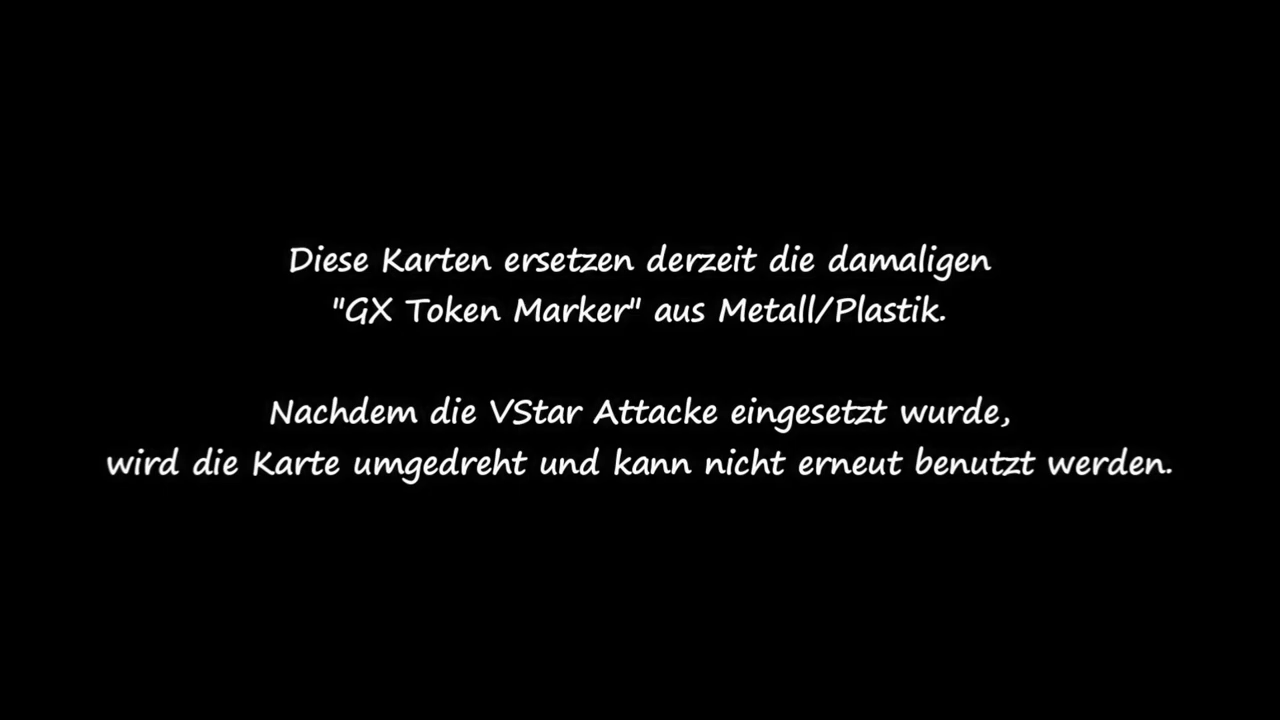 Diese Karten ersetzen derzeit die damaligen
"GX Token Marker" aus Metall/Plastik.
Nachdem die VStar Attacke eingesetzt wurde,
wird die Karte umgedreht und kann nicht erneut benutzt werden.